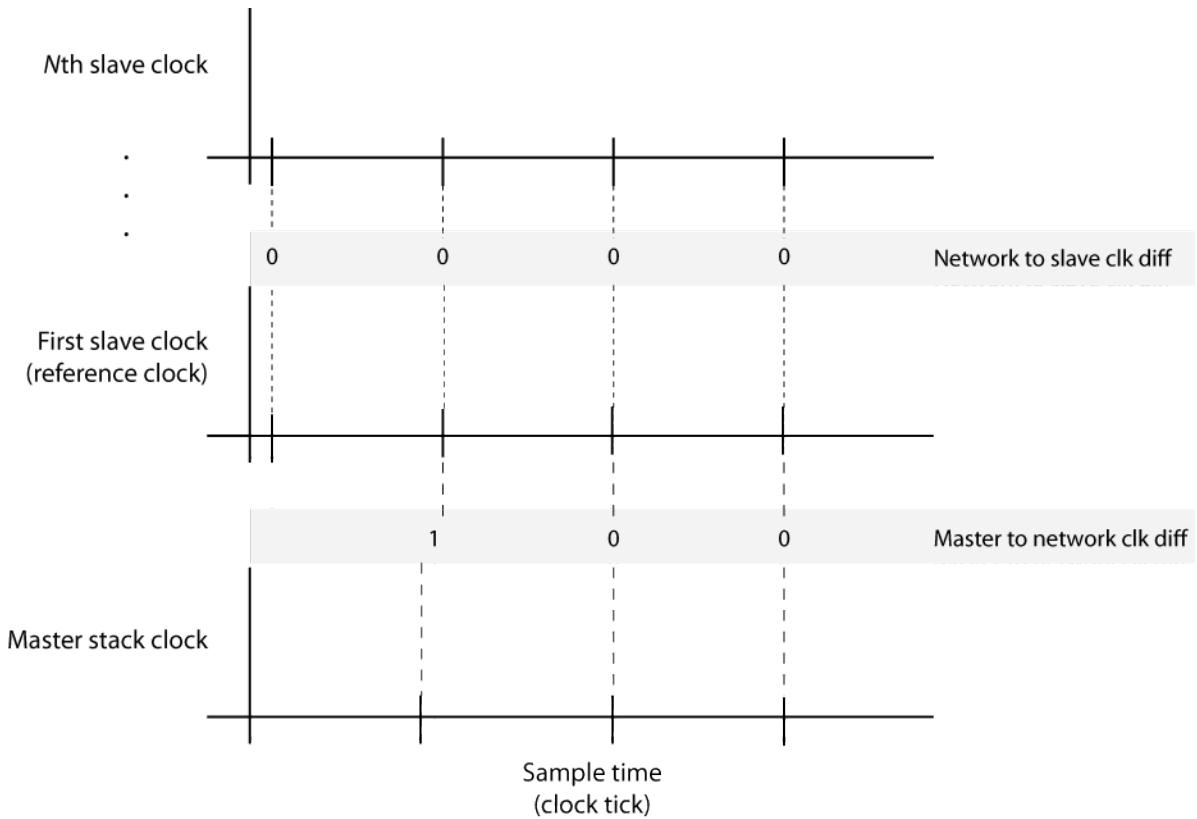 Nth slave clock
.
.
.
0 0 0 0 Network to slave clk diff
First slave clock
(reference clock)
1 0 0 Master to network clk diff
Master stack clock
Sample time
(clock tick)